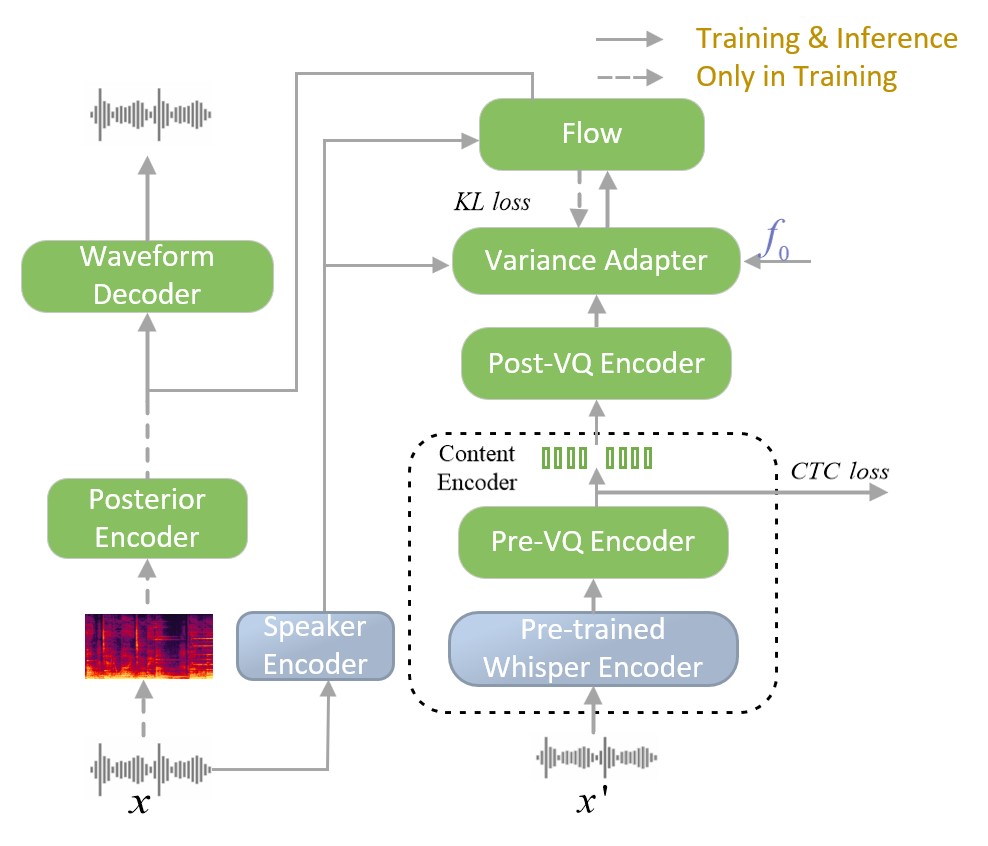 Training & Inference
Only in Training
Flow
KL loss
Waveform
Decoder
Variance Adapter
f0
Post-VQ Encoder
Content
Encoder
CTC loss
Posterior
Encoder
Pre-VQ Encoder
Speaker
Encoder
Pre-trained
Whisper Encoder
x
x'